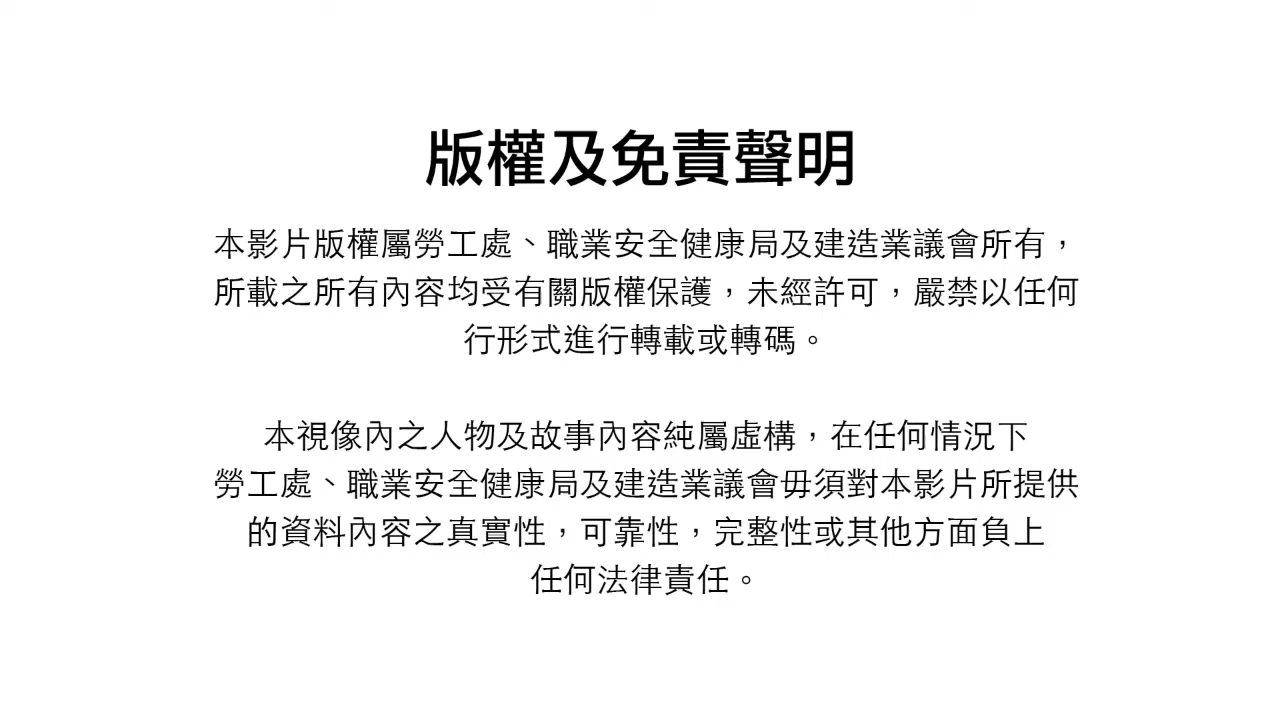 版權及免責聲明
本影片版權屬勞工處、職業安全健康局及建造業議會所有，
所載之所有內容均受有關版權保護，未經許可，嚴禁以任何
行形式進行轉載或轉碼。
本視像內之人物及故事內容純屬虛構，在任何情況下
勞工處、職業安全健康局及建造業議會毋須對本影片所提供
的資料內容之真實性，可靠性，完整性或其他方面負上
任何法律責任。